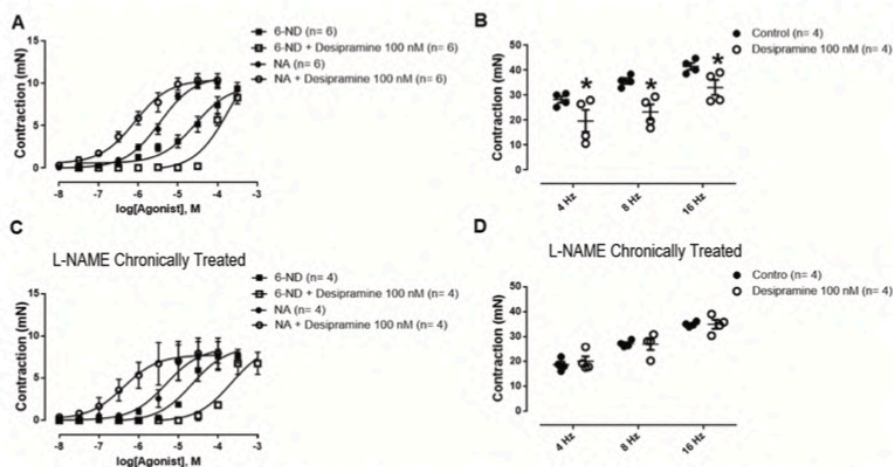 A
6-ND (n= 6)
6-ND + Desipramine 100 nM (n= 6)
NA (n= 6)
NA + Desipramine 100 nM (n= 6)
Contraction (mN)
15
10
5
0
-8 -7 -6 -5 -4 -3
log[Agonist], M
B
Control (n= 4)
Desipramine 100 nM (n= 4)
Contraction (mN)
50
40
30
20
10
0
* * *
4 Hz 8 Hz 16 Hz
C
L-NAME Chronically Treated
6-ND (n= 4)
6-ND + Desipramine 100 nM (n= 4)
NA (n= 4)
NA + Desipramine 100 nM (n= 4)
Contraction (mN)
15
10
5
0
-8 -7 -6 -5 -4 -3
log[Agonist], M
D
L-NAME Chronically Treated
Contro (n= 4)
Desipramine 100 nM (n= 4)
Contraction (mN)
50
40
30
20
10
0
4 Hz 8 Hz 16 Hz